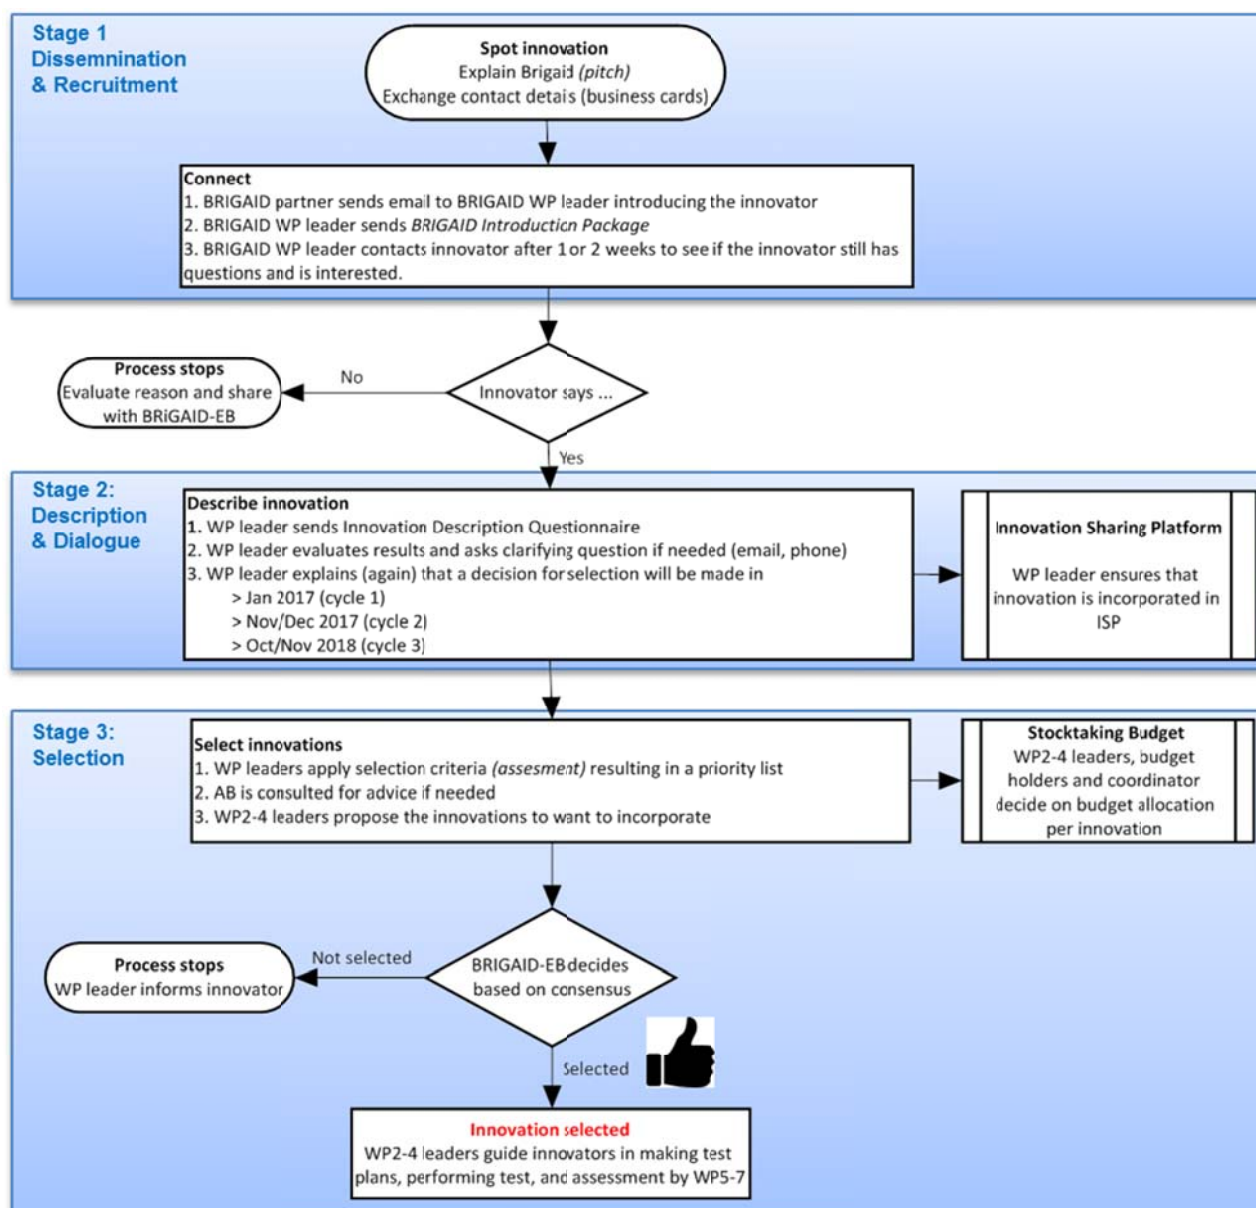 Stage 1
Dissemnination
& Recruitment
Spot innovation
Explain Brigaid (pitch)
Exchange contact details (business cards)
Connect
1. BRIGAID partner sends email to BRIGAID WP leader introducing the innovator
2. BRIGAID WP leader sends BRIGAID Introduction Package
3. BRIGAID WP leader contacts innovator after 1 or 2 weeks to see if the innovator still has
questions and is interested.
Process stops
Evaluate reason and share
with BRiGAID-EB
No
Innovator says ...
Yes
Stage 2:
Description
& Dialogue
Describe innovation
1. WP leader sends Innovation Description Questionnaire
2. WP leader evaluates results and asks clarifying question if needed (email, phone)
3. WP leader explains (again) that a decision for selection will be made in
> Jan 2017 (cycle 1)
> Nov/Dec 2017 (cycle 2)
> Oct/Nov 2018 (cycle 3)
Innovation Sharing Platform
WP leader ensures that
innovation is incorporated in
ISP
Stage 3:
Selection
Select innovations
1. WP leaders apply selection criteria (assesment) resulting in a priority list
2. AB is consulted for advice if needed
3. WP2-4 leaders propose the innovations to want to incorporate
Stocktaking Budget
WP2-4 leaders, budget
holders and coordinator
decide on budget allocation
per innovation
Process stops
WP leader informs innovator
Not selected
BRIGAID-EB decides
based on consensus
Selected
Innovation selected
WP2-4 leaders guide innovators in making test
plans, performing test, and assessment by WP5-7